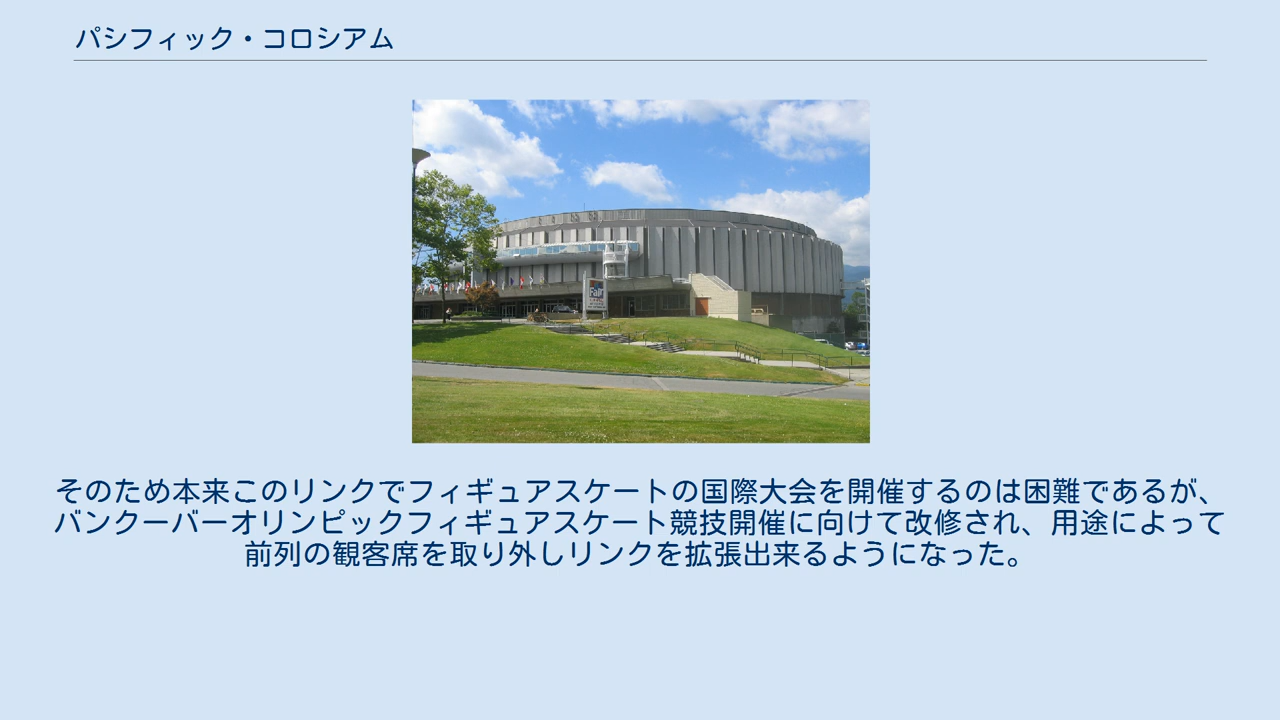 パシフィック・コロシアム
Fair
そのため本来このリンクでフィギュアスケートの国際大会を開催するのは困難であるが、
バンクーバーオリンピックフィギュアスケート競技開催に向けて改修され、用途によって
前列の観客席を取り外しリンクを拡張出来るようになった。